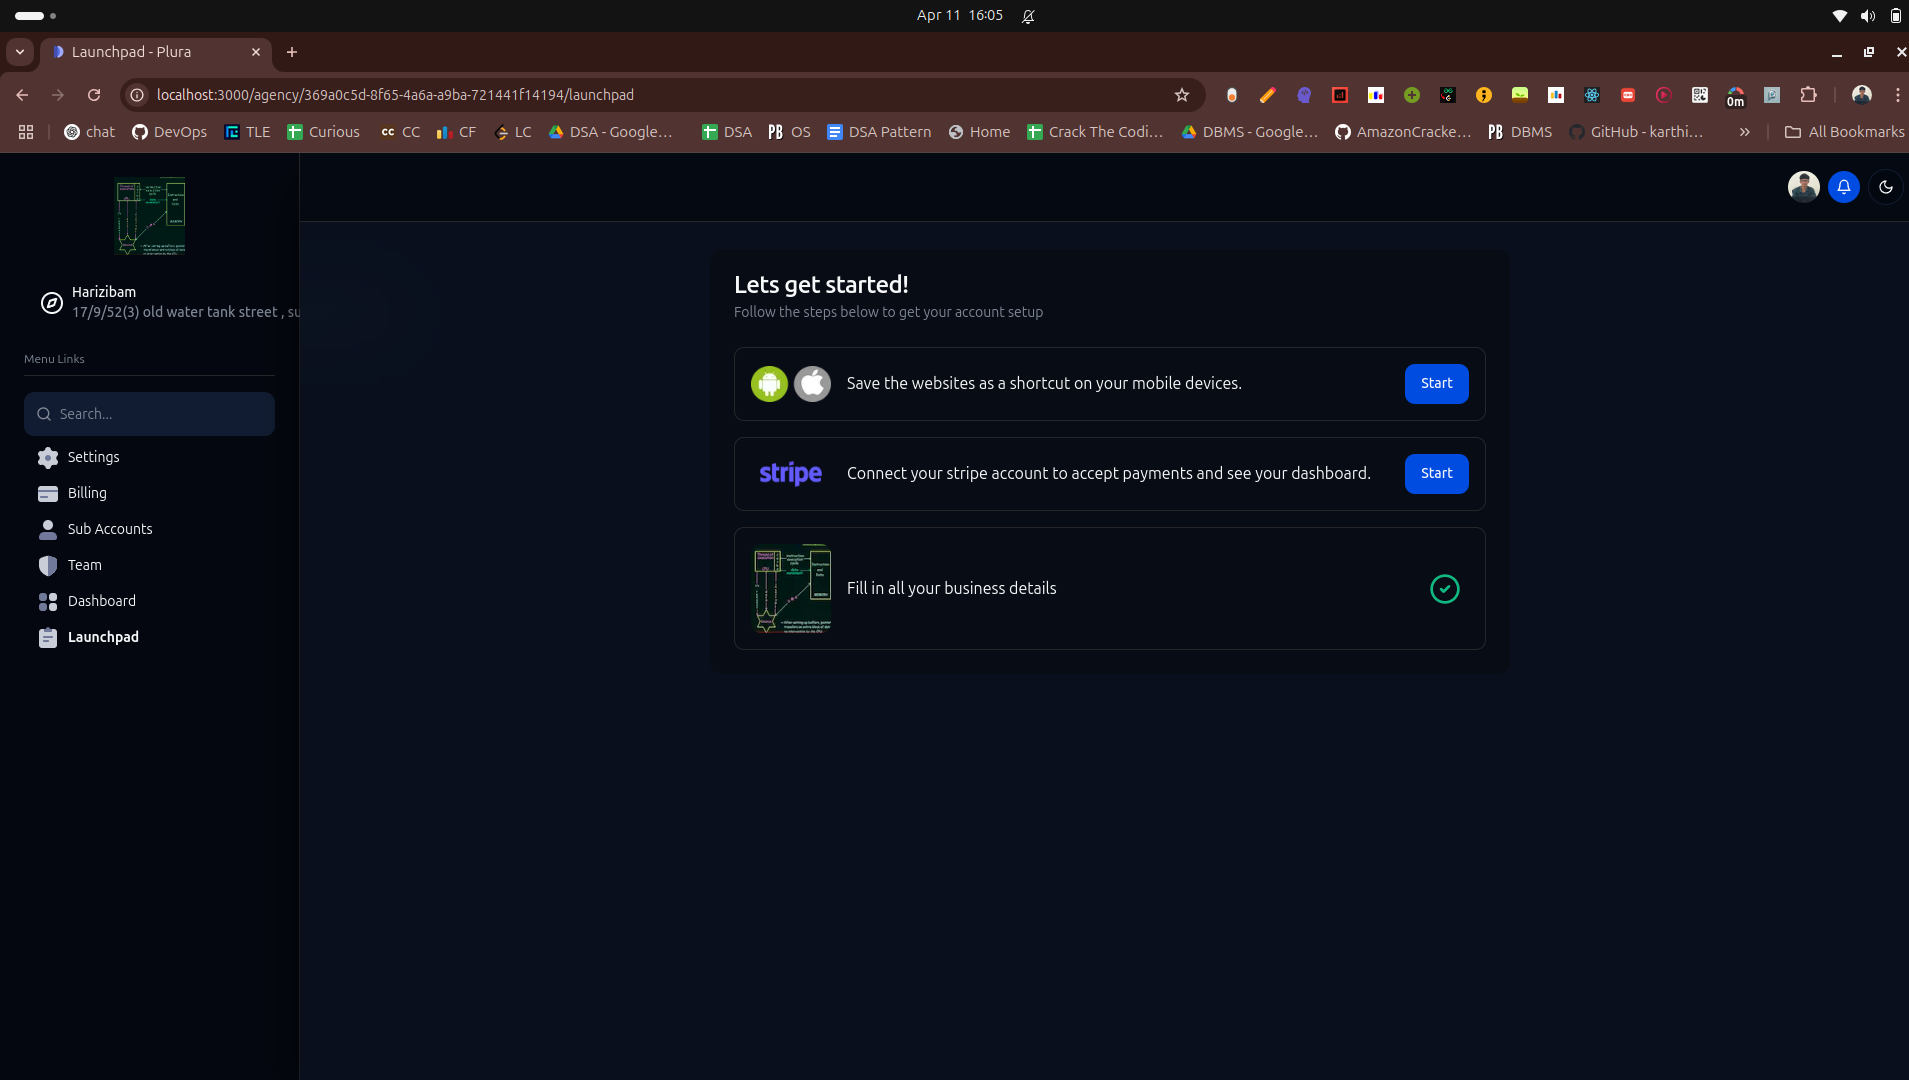 Apr 11 16:05
Launchpad - Plura
localhost:3000/agency/369a0c5d-8f65-4a6a-a9ba-721441f14194/launchpad
0m
chat
DevOps
TLE
Curious
CC CC
CF
LC
DSA - Google...
DSA
PB OS
DSA Pattern
Home
Crack The Codi...
DBMS - Google...
AmazonCracke...
PB DBMS
GitHub - karthi...
All Bookmarks
Harizibam
17/9/52(3) old water tank street , su
Menu Links
Search...
Settings
Billing
Sub Accounts
Team
Dashboard
Launchpad
Lets get started!
Follow the steps below to get your account setup
Save the websites as a shortcut on your mobile devices.
Start
stripe
Connect your stripe account to accept payments and see your dashboard.
Start
Fill in all your business details